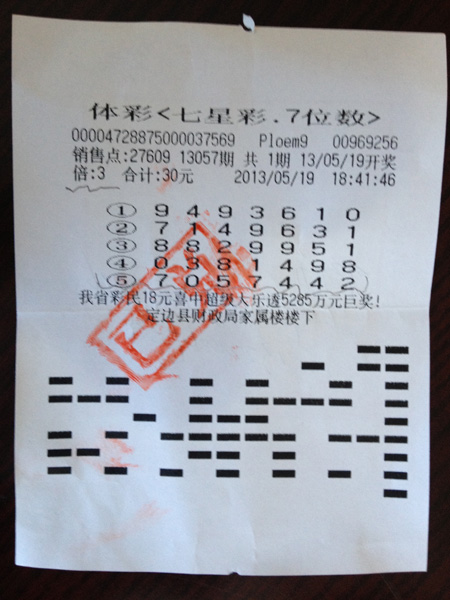 体彩<七星彩.7位数>
00004728875000037569 Ploem9 00969256
销售点:27609 13057期 共 1期 13/05/19开奖
倍:3 合计:30元 2013/05/19 18:41:46
① 9 4 9 3 6 1 0
② 7 1 4 9 6 3 1
③ 8 8 2 9 9 5 1
④ 0 3 8 1 4 9 8
⑤ 7 0 5 7 4 4 2
我省彩民18元喜中超级大乐透5285万元巨奖!
定边县财政局家属楼楼下